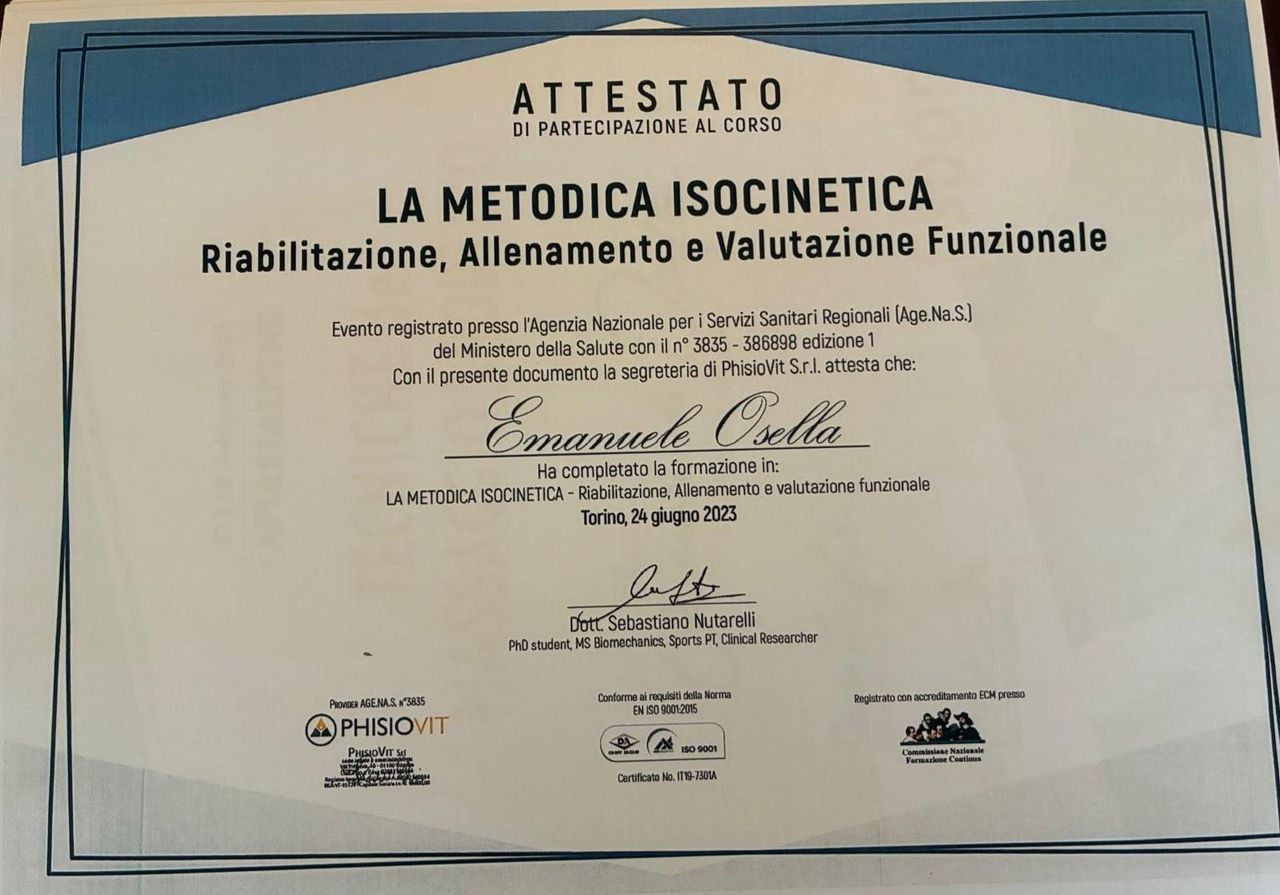 ATTESTATO
DI PARTECIPAZIONE AL CORSO
LA METODICA ISOCINETICA
Riabilitazione, Allenamento e Valutazione Funzionale
Evento registrato presso l'Agenzia Nazionale per i Servizi Sanitari Regionali (Age.Na.S.)
del Ministero della Salute con il n° 3835 - 386898 edizione 1
Con il presente documento la segreteria di PhisioVit S.r.l. attesta che:
Emanuele Osella
Ha completato la formazione in:
LA METODICA ISOCINETICA - Riabilitazione, Allenamento e valutazione funzionale
Torino, 24 giugno 2023
Dott. Sebastiano Nutarelli
PhD student, MS Biomechanics, Sports PT, Clinical Researcher
Provider AGE.NA.S. n°3835
PHISIOVIT
PhisioVit Srl
Conforme ai requisiti della Norma
EN ISO 9001:2015
ISO 9001
Certificato No. IT19-7301A
Registrato con accreditamento ECM presso
Commissione Nazionale
Formazione Continua